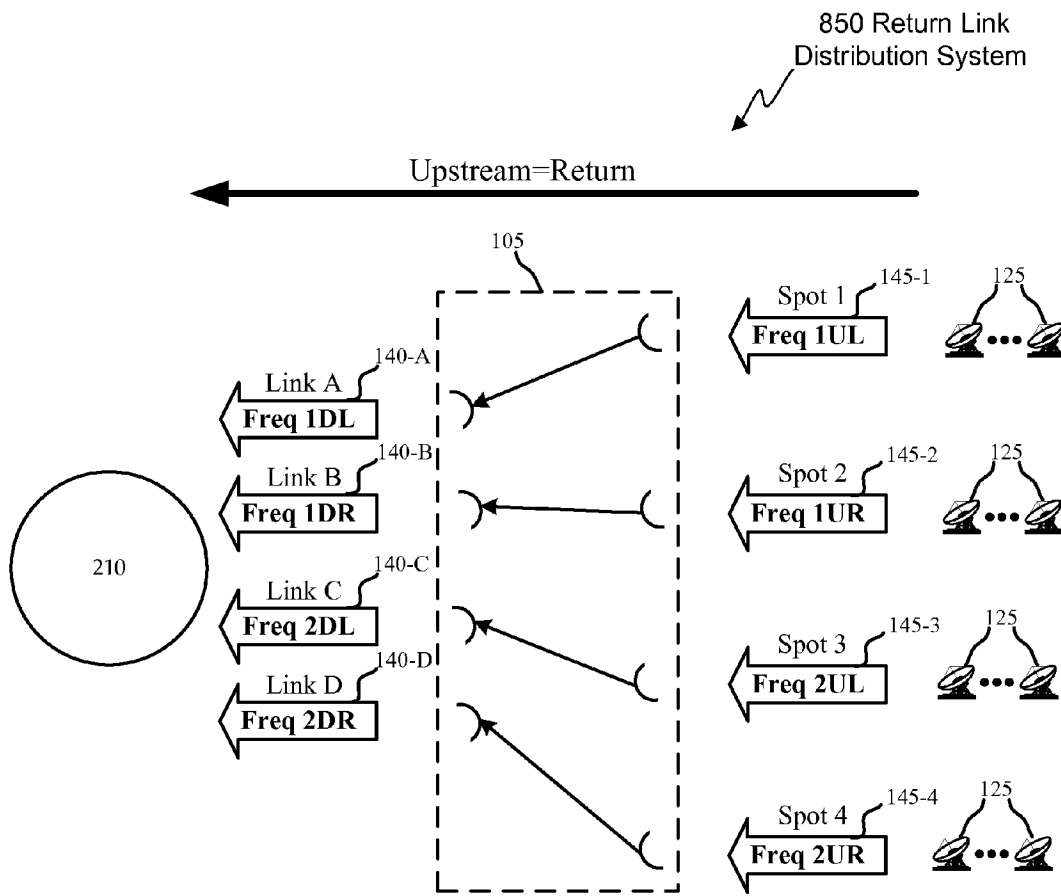 850 Return Link
Distribution System
Upstream=Return
105
Spot 1
145-1
125
Freq 1UL
140-A
Link A
Freq 1DL
140-B
Link B
Freq 1DR
Spot 2
145-2
125
Freq 1UR
210
140-C
Link C
Freq 2DL
140-D
Link D
Freq 2DR
Spot 3
145-3
125
Freq 2UL
Spot 4
145-4
125
Freq 2UR